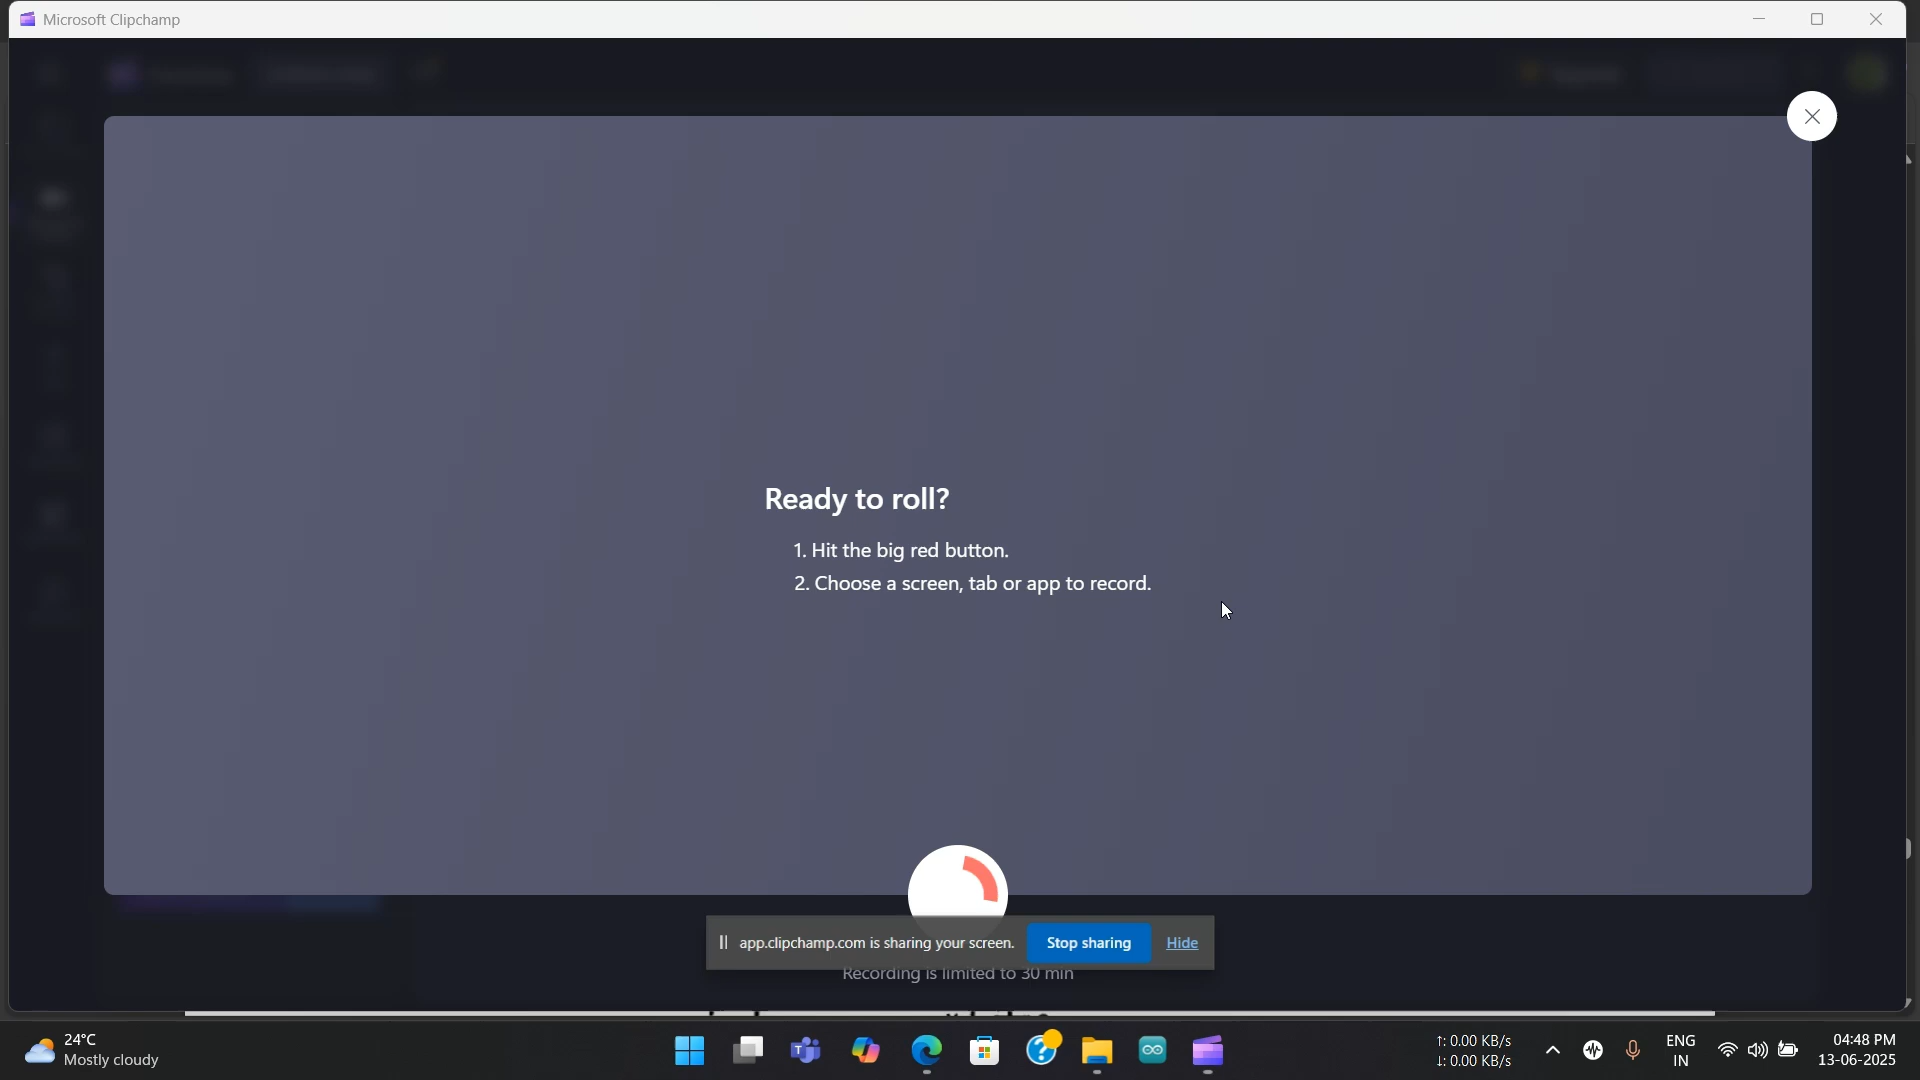 Microsoft Clipchamp
Ready to roll?
1. Hit the big red button.
2. Choose a screen, tab or app to record.
app.clipchamp.com is sharing your screen.
Stop sharing
Hide
Recording is limited to 30 min
24°C
Mostly cloudy
↑: 0.00 KB/s
↓: 0.00 KB/s
ENG
IN
04:48 PM
13-06-2025